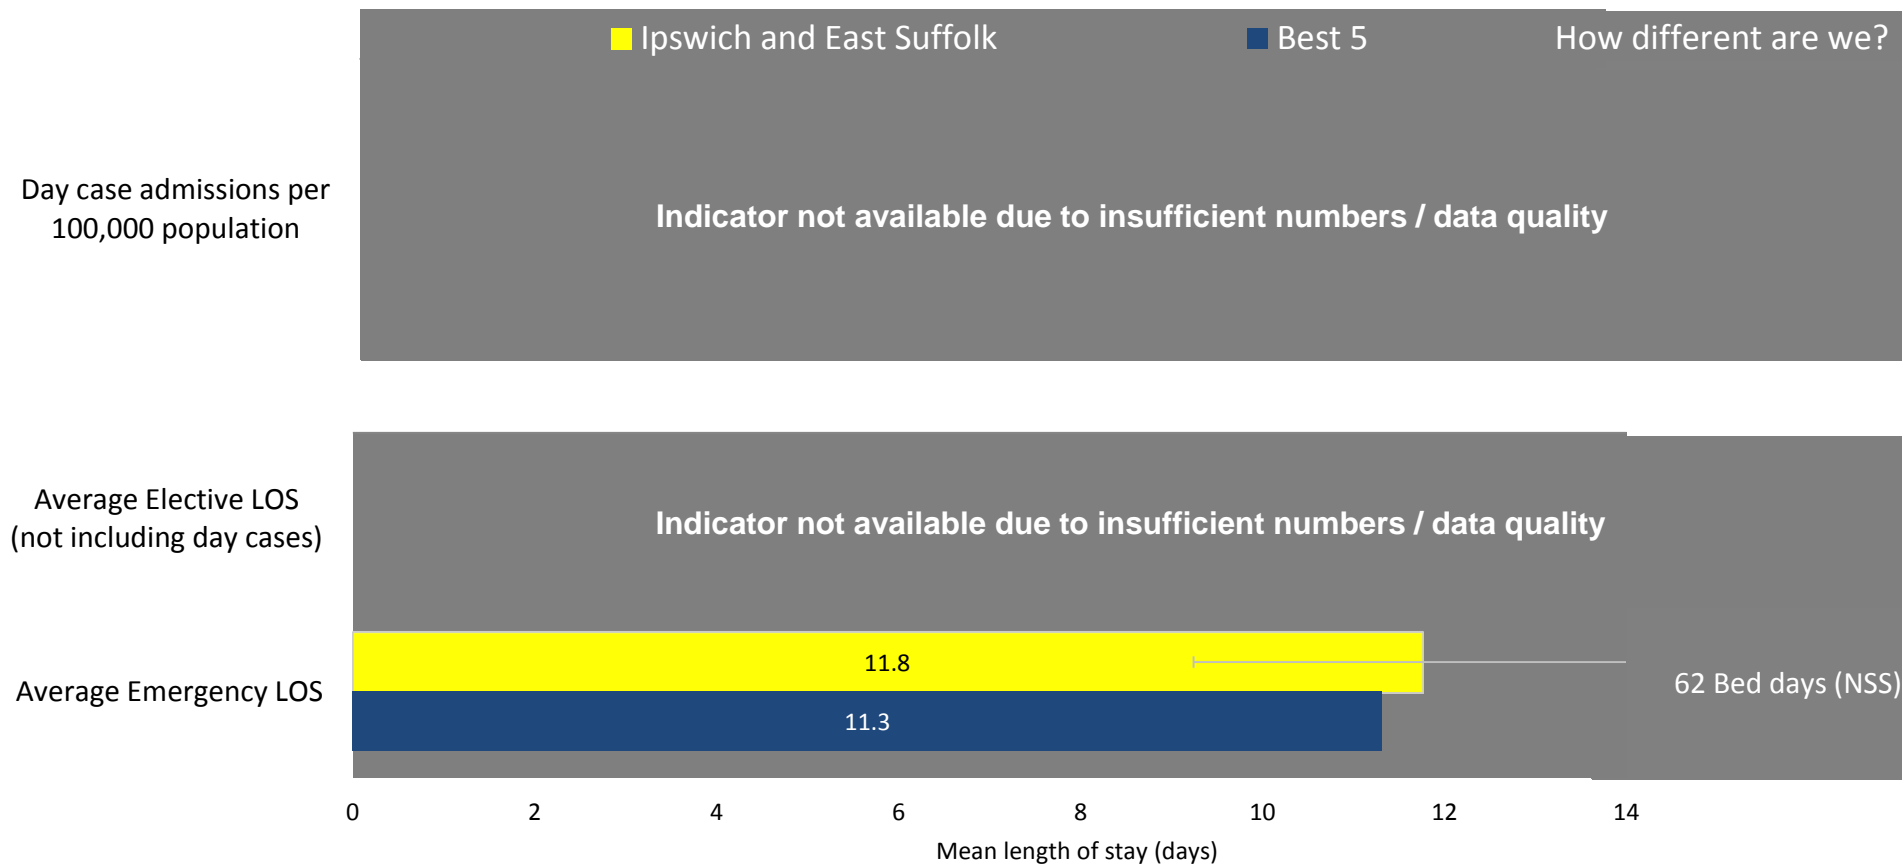 Ipswich and East Suffolk Best 5 How different are we?
Day case admissions per
100,000 population
Indicator not available due to insufficient numbers / data quality
Average Elective LOS
(not including day cases)
Indicator not available due to insufficient numbers / data quality
Average Emergency LOS
11.8
62 Bed days (NSS)
11.3
0 2 4 6 8 10 12 14
Mean length of stay (days)